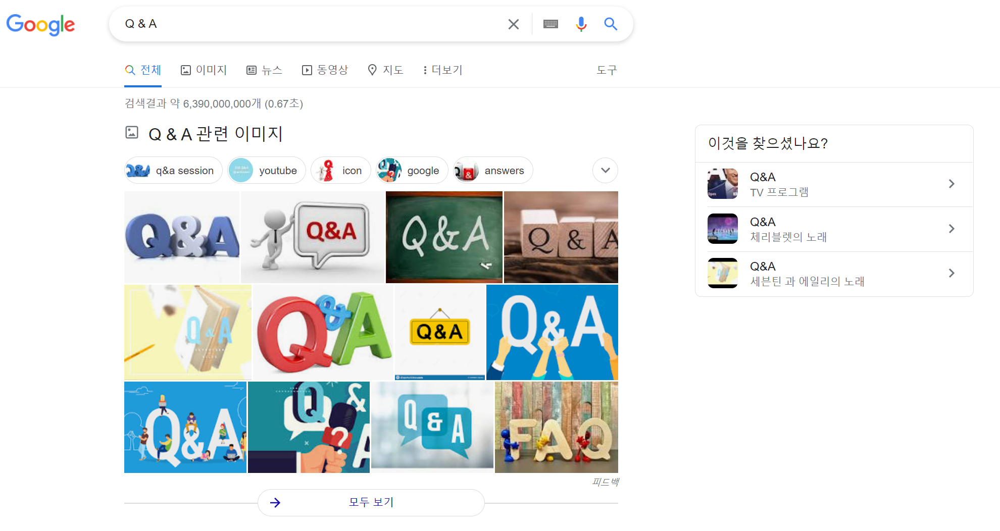 Google
Q & A
전체 이미지 뉴스 동영상 지도 더보기 도구
검색결과 약 6,390,000,000개 (0.67초)
Q & A 관련 이미지
q&a session youtube icon google answers
Q&A Q&A Q&A Q & A
Q & A Q&A Q&A Q&A
Q&A Q & A ? Q & A FAQ
피드백
모두 보기
이것을 찾으셨나요?
Q&A
TV 프로그램
Q&A
체리블렛의 노래
Q&A
세븐틴 과 에일리의 노래